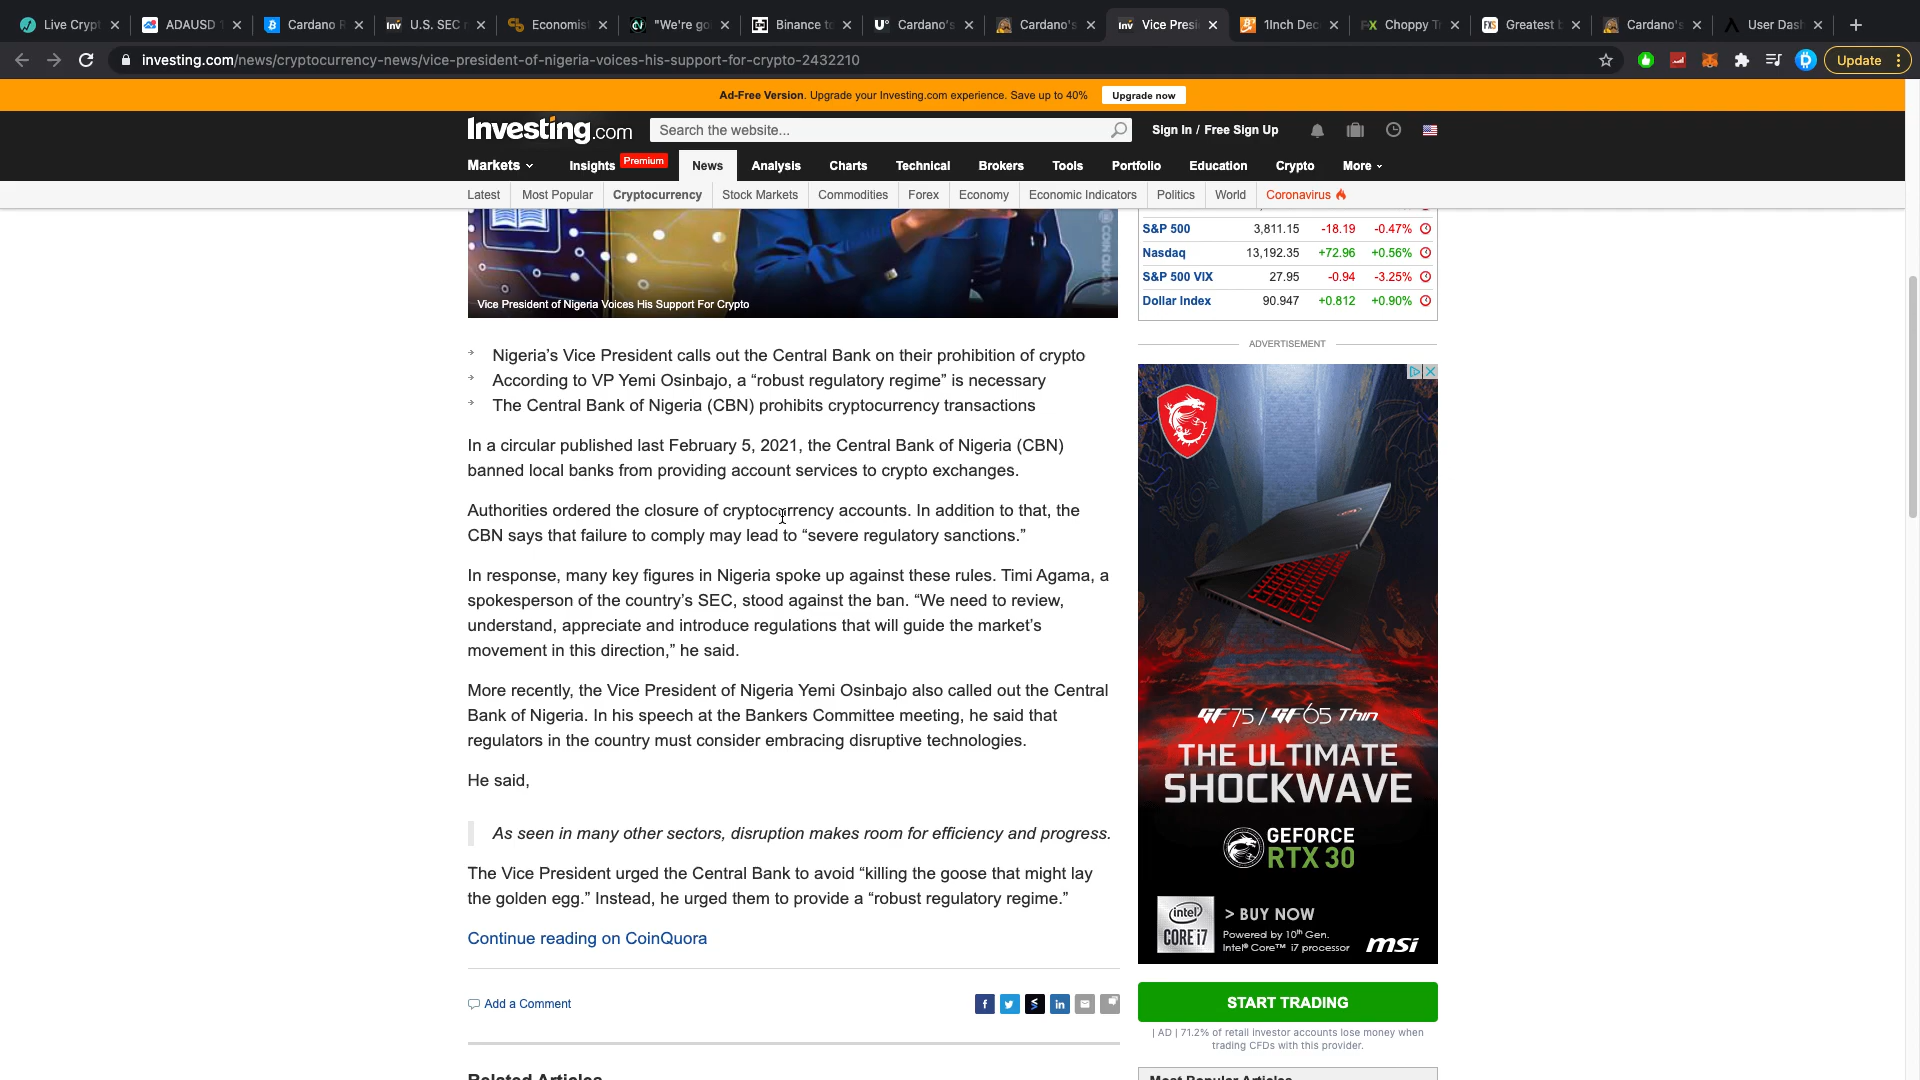 Live Crypt
ADAUSD 1
Cardano R
U.S. SEC r
Economis
"We're go
Binance to
Cardano's
Cardano's
Vice Presi
1Inch Dec
Choppy Tr
Greatest b
Cardano's
User Das
investing.com/news/cryptocurrency-news/vice-president-of-nigeria-voices-his-support-for-crypto-2432210
Update
Ad-Free Version. Upgrade your Investing.com experience. Save up to 40%
Upgrade now
Investing.com
Search the website...
Sign In / Free Sign Up
Markets
Insights
Premium
News
Analysis
Charts
Technical
Brokers
Tools
Portfolio
Education
Crypto
More
Latest
Most Popular
Cryptocurrency
Stock Markets
Commodities
Forex
Economy
Economic Indicators
Politics
World
Coronavirus
COIN QUORA
Vice President of Nigeria Voices His Support For Crypto
S&P 500 3,811.15 -18.19 -0.47%
Nasdaq 13,192.35 +72.96 +0.56%
S&P 500 VIX 27.95 -0.94 -3.25%
Dollar Index 90.947 +0.812 +0.90%
ADVERTISEMENT
Nigeria’s Vice President calls out the Central Bank on their prohibition of crypto
According to VP Yemi Osinbajo, a “robust regulatory regime” is necessary
The Central Bank of Nigeria (CBN) prohibits cryptocurrency transactions
In a circular published last February 5, 2021, the Central Bank of Nigeria (CBN)
banned local banks from providing account services to crypto exchanges.
Authorities ordered the closure of cryptocurrency accounts. In addition to that, the
CBN says that failure to comply may lead to “severe regulatory sanctions.”
In response, many key figures in Nigeria spoke up against these rules. Timi Agama, a
spokesperson of the country’s SEC, stood against the ban. “We need to review,
understand, appreciate and introduce regulations that will guide the market’s
movement in this direction,” he said.
More recently, the Vice President of Nigeria Yemi Osinbajo also called out the Central
Bank of Nigeria. In his speech at the Bankers Committee meeting, he said that
regulators in the country must consider embracing disruptive technologies.
He said,
As seen in many other sectors, disruption makes room for efficiency and progress.
The Vice President urged the Central Bank to avoid “killing the goose that might lay
the golden egg.” Instead, he urged them to provide a “robust regulatory regime.”
Continue reading on CoinQuora
Add a Comment
GF75 / GF65 Thin
THE ULTIMATE
SHOCKWAVE
GEFORCE
RTX 30
intel
CORE i7
> BUY NOW
Powered by 10th Gen.
Intel® Core™ i7 processor
msi
START TRADING
| AD | 71.2% of retail investor accounts lose money when
trading CFDs with this provider.
Related Articles
Most Popular Articles